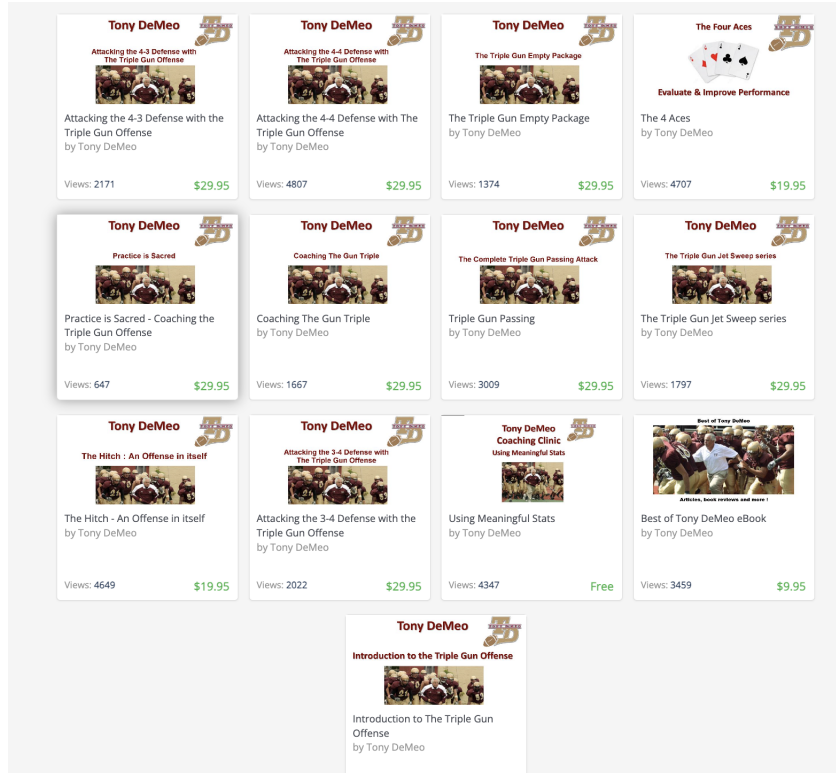 Tony DeMeo
Attacking the 4-3 Defense with
The Triple Gun Offense
Attacking the 4-3 Defense with the
Triple Gun Offense
by Tony DeMeo
Views: 2171 $29.95
Tony DeMeo
Attacking the 4-4 Defense with
The Triple Gun Offense
Attacking the 4-4 Defense with The
Triple Gun Offense
by Tony DeMeo
Views: 4807 $29.95
Tony DeMeo
The Triple Gun Empty Package
The Triple Gun Empty Package
by Tony DeMeo
Views: 1374 $29.95
The Four Aces
Evaluate & Improve Performance
The 4 Aces
by Tony DeMeo
Views: 4707 $19.95
Tony DeMeo
Practice is Sacred
Practice is Sacred - Coaching the
Triple Gun Offense
by Tony DeMeo
Views: 647 $29.95
Tony DeMeo
Coaching The Gun Triple
Coaching The Gun Triple
by Tony DeMeo
Views: 1667 $29.95
Tony DeMeo
The Complete Triple Gun Passing Attack
Triple Gun Passing
by Tony DeMeo
Views: 3009 $29.95
Tony DeMeo
The Triple Gun Jet Sweep series
The Triple Gun Jet Sweep series
by Tony DeMeo
Views: 1797 $29.95
Tony DeMeo
The Hitch : An Offense in itself
The Hitch - An Offense in itself
by Tony DeMeo
Views: 4649 $19.95
Tony DeMeo
Attacking the 3-4 Defense with
The Triple Gun Offense
Attacking the 3-4 Defense with the
Triple Gun Offense
by Tony DeMeo
Views: 2022 $29.95
Tony DeMeo
Coaching Clinic
Using Meaningful Stats
Using Meaningful Stats
by Tony DeMeo
Views: 4347 Free
Best of Tony DeMeo
Articles, book reviews and more !
Best of Tony DeMeo eBook
by Tony DeMeo
Views: 3459 $9.95
Tony DeMeo
Introduction to the Triple Gun Offense
Introduction to The Triple Gun
Offense
by Tony DeMeo